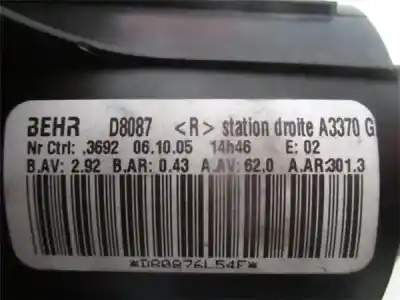 BEHR D8087 <R> station droite A3370 G
Nr Ctrl: .3692 06.10.05 14h46 E: 02
B.AV: 2.92 B.AR: 0.43 A.AV: 62.0 A.AR:301.3
*D80876L54F*